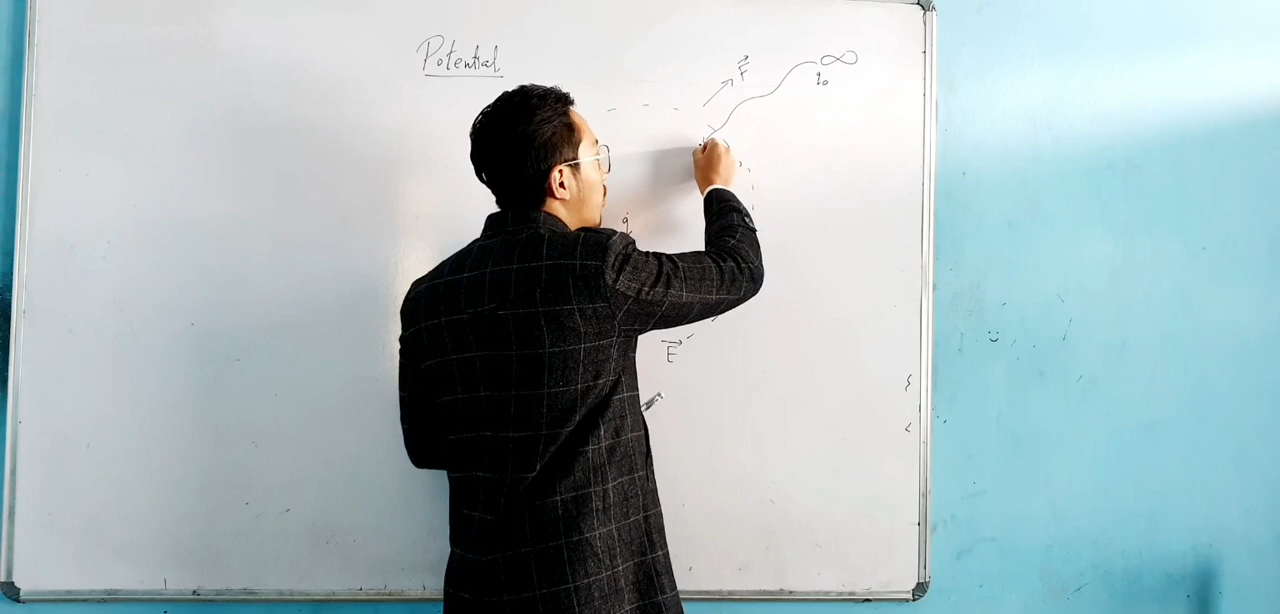 Potential
F⃗
∞
q₀
q
E⃗